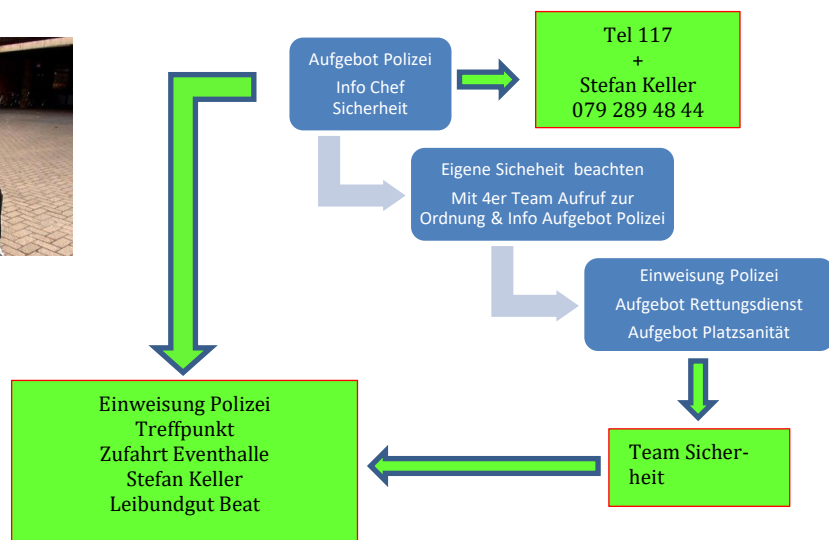 Aufgebot Polizei
Info Chef
Sicherheit
Tel 117
+
Stefan Keller
079 289 48 44
Eigene Sicheheit beachten
Mit 4er Team Aufruf zur
Ordnung & Info Aufgebot Polizei
Einweisung Polizei
Aufgebot Rettungsdienst
Aufgebot Platzsanität
Einweisung Polizei
Treffpunkt
Zufahrt Eventhalle
Stefan Keller
Leibundgut Beat
Team Sicher-
heit